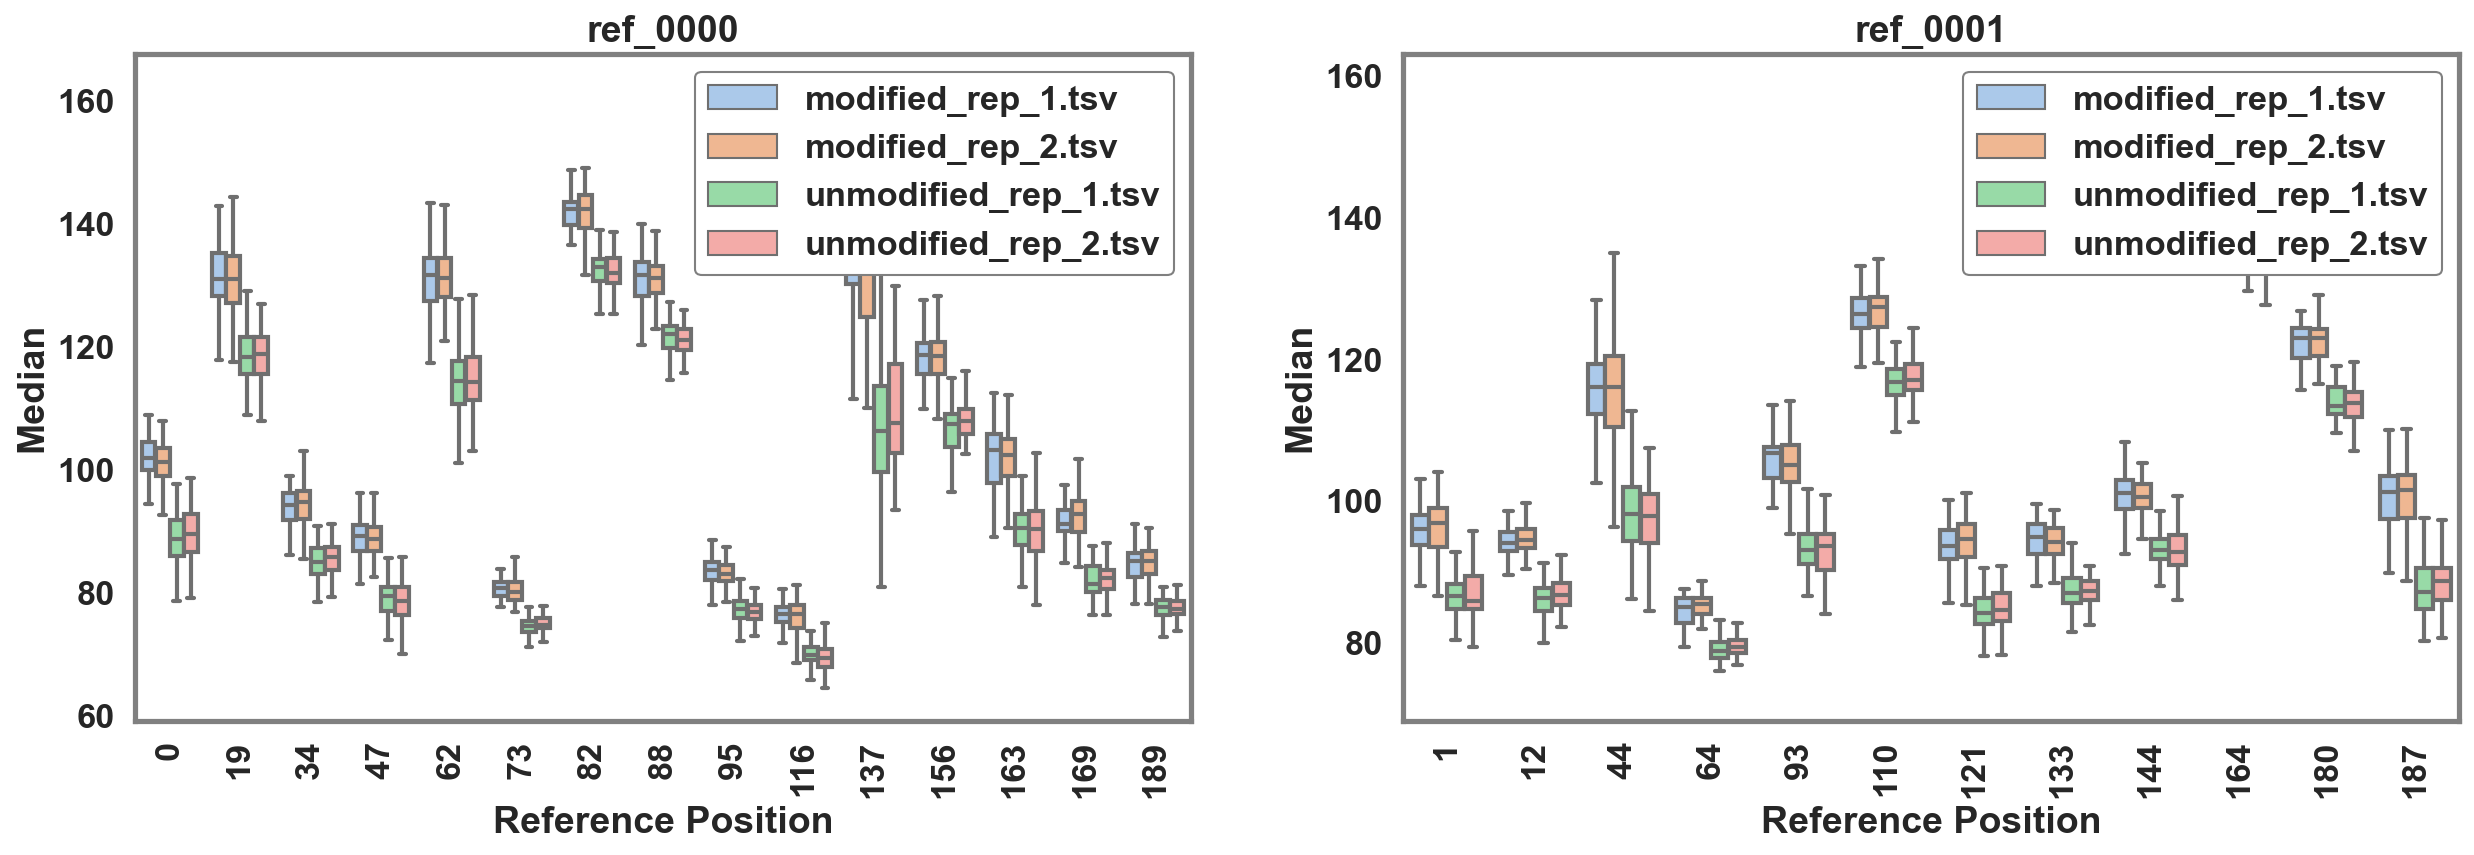 ref_0000
160
140
120
100
80
60
Median
modified_rep_1.tsv
modified_rep_2.tsv
unmodified_rep_1.tsv
unmodified_rep_2.tsv
0 19 34 47 62 73 82 88 95 116 137 156 163 169 189
Reference Position
ref_0001
160
140
120
100
80
Median
modified_rep_1.tsv
modified_rep_2.tsv
unmodified_rep_1.tsv
unmodified_rep_2.tsv
1 12 44 64 93 110 121 133 144 164 180 187
Reference Position